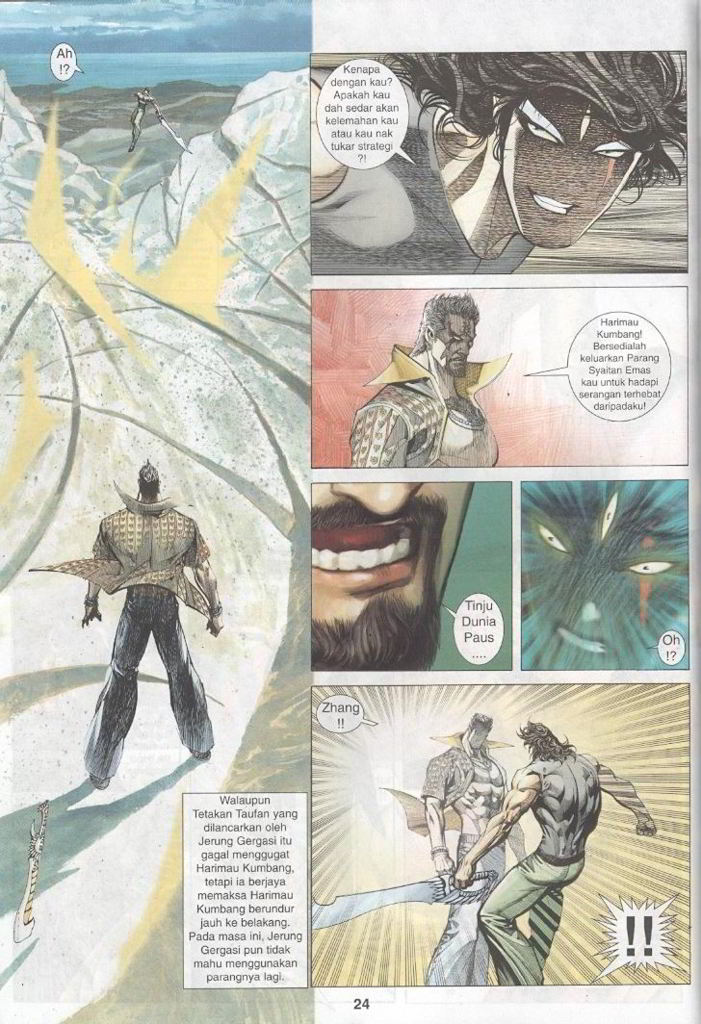 Ah
!?
Kenapa
dengan kau?
Apakah kau
dah sedar akan
kelemahan kau
atau kau nak
tukar strategi
?!
Harimau
Kumbang!
Bersedialah
keluarkan Parang
Syaitan Emas
kau untuk hadapi
serangan terhebat
daripadaku!
Tinju
Dunia
Paus
....
Oh
!?
Zhang
!!
Walaupun
Tetakan Taufan yang
dilancarkan oleh
Jerung Gergasi itu
gagal menggugat
Harimau Kumbang,
tetapi ia berjaya
memaksa Harimau
Kumbang berundur
jauh ke belakang.
Pada masa ini, Jerung
Gergasi pun tidak
mahu menggunakan
parangnya lagi.
!!
24